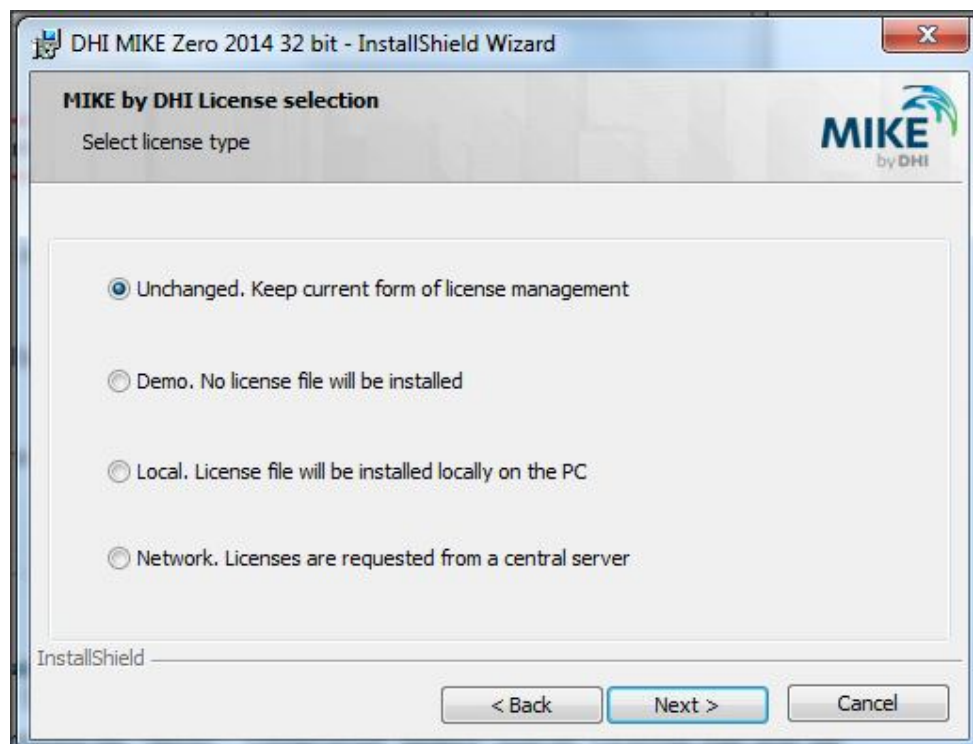 DHI MIKE Zero 2014 32 bit - InstallShield Wizard
MIKE by DHI License selection
Select license type
MIKE
by DHI
Unchanged. Keep current form of license management
Demo. No license file will be installed
Local. License file will be installed locally on the PC
Network. Licenses are requested from a central server
InstallShield
< Back Next > Cancel